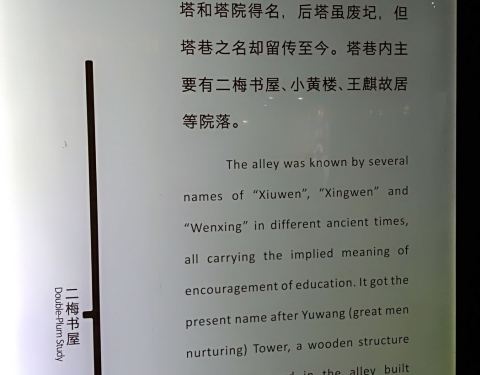 塔和塔院得名，后塔虽废圮，但
塔巷之名却留传至今。塔巷内主
要有二梅书屋、小黄楼、王麒故居
等院落。
The alley was known by several
names of “Xiuwen”, “Xingwen” and
“Wenxing” in different ancient times,
all carrying the implied meaning of
encouragement of education. It got the
present name after Yuwang (great men
nurturing) Tower, a wooden structure
in the alley built
二梅书屋
Double-Plum Study